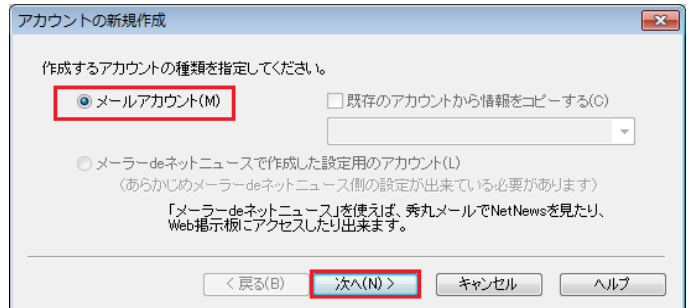 アカウントの新規作成
作成するアカウントの種類を指定してください。
メールアカウント(M)
既存のアカウントから情報をコピーする(C)
メーラーdeネットニュースで作成した設定用のアカウント(L)
(あらかじめメーラーdeネットニュース側の設定が出来ている必要があります)
「メーラーdeネットニュース」を使えば、秀丸メールでNetNewsを見たり、
Web掲示板にアクセスしたり出来ます。
< 戻る(B)
次へ(N) >
キャンセル
ヘルプ